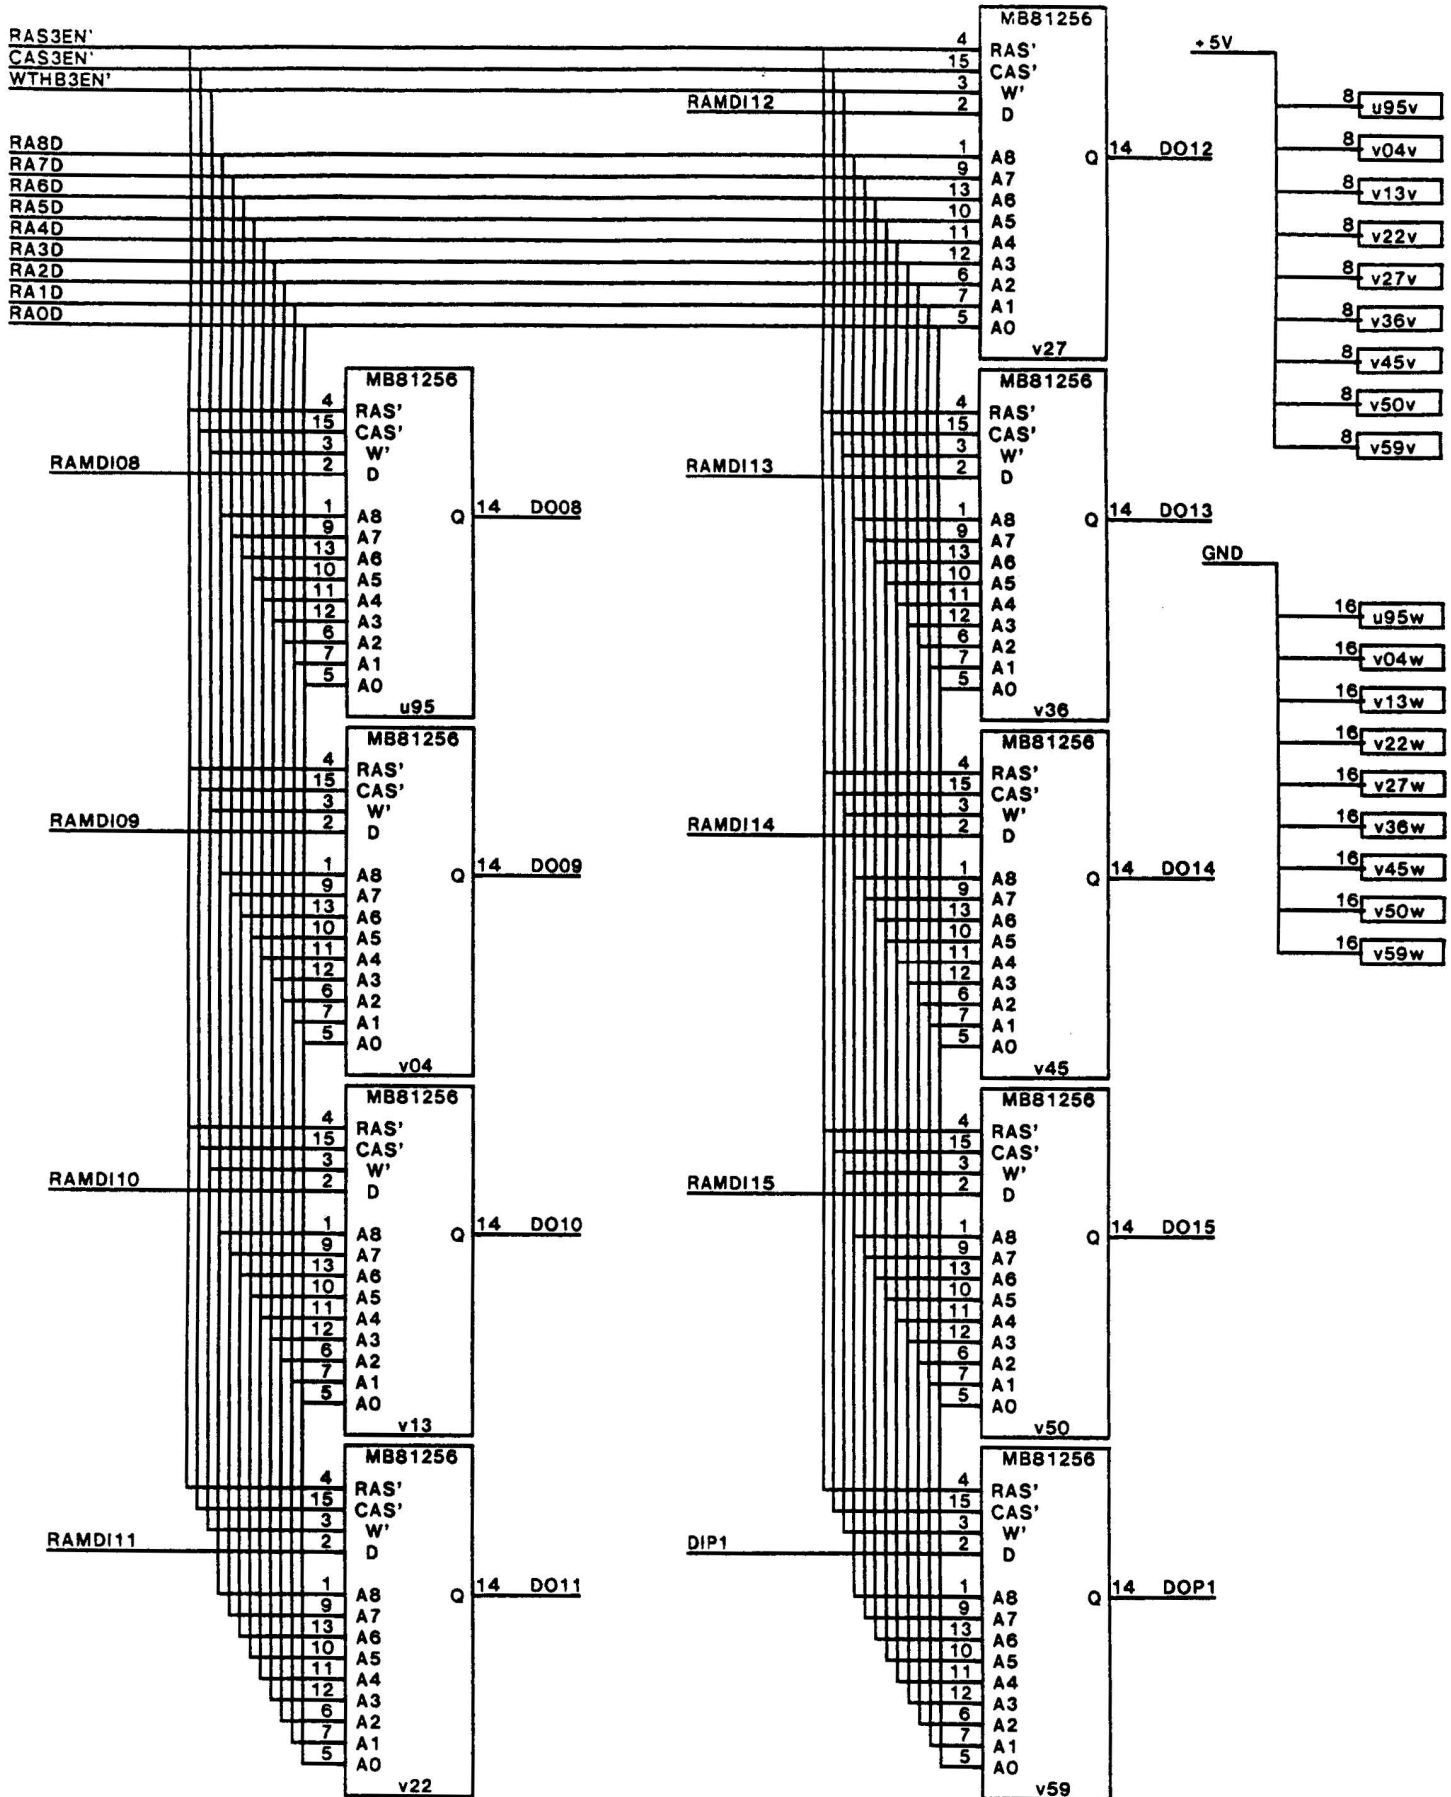 RAS3EN'
CAS3EN'
WTHB3EN'
RAMDI12
RA8D
RA7D
RA6D
RA5D
RA4D
RA3D
RA2D
RA1D
RA0D
MB81256
4 RAS'
15 CAS'
3 W'
2 D
1 A8 Q 14 DO12
9 A7
13 A6
10 A5
11 A4
12 A3
6 A2
7 A1
5 A0
v27
+5V
8 u95v
8 v04v
8 v13v
8 v22v
8 v27v
8 v36v
8 v45v
8 v50v
8 v59v
GND
16 u95w
16 v04w
16 v13w
16 v22w
16 v27w
16 v36w
16 v45w
16 v50w
16 v59w
MB81256
4 RAS'
15 CAS'
3 W'
RAMDI08 2 D
1 A8 Q 14 DO08
9 A7
13 A6
10 A5
11 A4
12 A3
6 A2
7 A1
5 A0
u95
MB81256
4 RAS'
15 CAS'
3 W'
RAMDI13 2 D
1 A8 Q 14 DO13
9 A7
13 A6
10 A5
11 A4
12 A3
6 A2
7 A1
5 A0
v36
MB81256
4 RAS'
15 CAS'
3 W'
RAMDI09 2 D
1 A8 Q 14 DO09
9 A7
13 A6
10 A5
11 A4
12 A3
6 A2
7 A1
5 A0
v04
MB81256
4 RAS'
15 CAS'
3 W'
RAMDI14 2 D
1 A8 Q 14 DO14
9 A7
13 A6
10 A5
11 A4
12 A3
6 A2
7 A1
5 A0
v45
MB81256
4 RAS'
15 CAS'
3 W'
RAMDI10 2 D
1 A8 Q 14 DO10
9 A7
13 A6
10 A5
11 A4
12 A3
6 A2
7 A1
5 A0
v13
MB81256
4 RAS'
15 CAS'
3 W'
RAMDI15 2 D
1 A8 Q 14 DO15
9 A7
13 A6
10 A5
11 A4
12 A3
6 A2
7 A1
5 A0
v50
MB81256
4 RAS'
15 CAS'
3 W'
RAMDI11 2 D
1 A8 Q 14 DO11
9 A7
13 A6
10 A5
11 A4
12 A3
6 A2
7 A1
5 A0
v22
MB81256
4 RAS'
15 CAS'
3 W'
DIP1 2 D
1 A8 Q 14 DOP1
9 A7
13 A6
10 A5
11 A4
12 A3
6 A2
7 A1
5 A0
v59